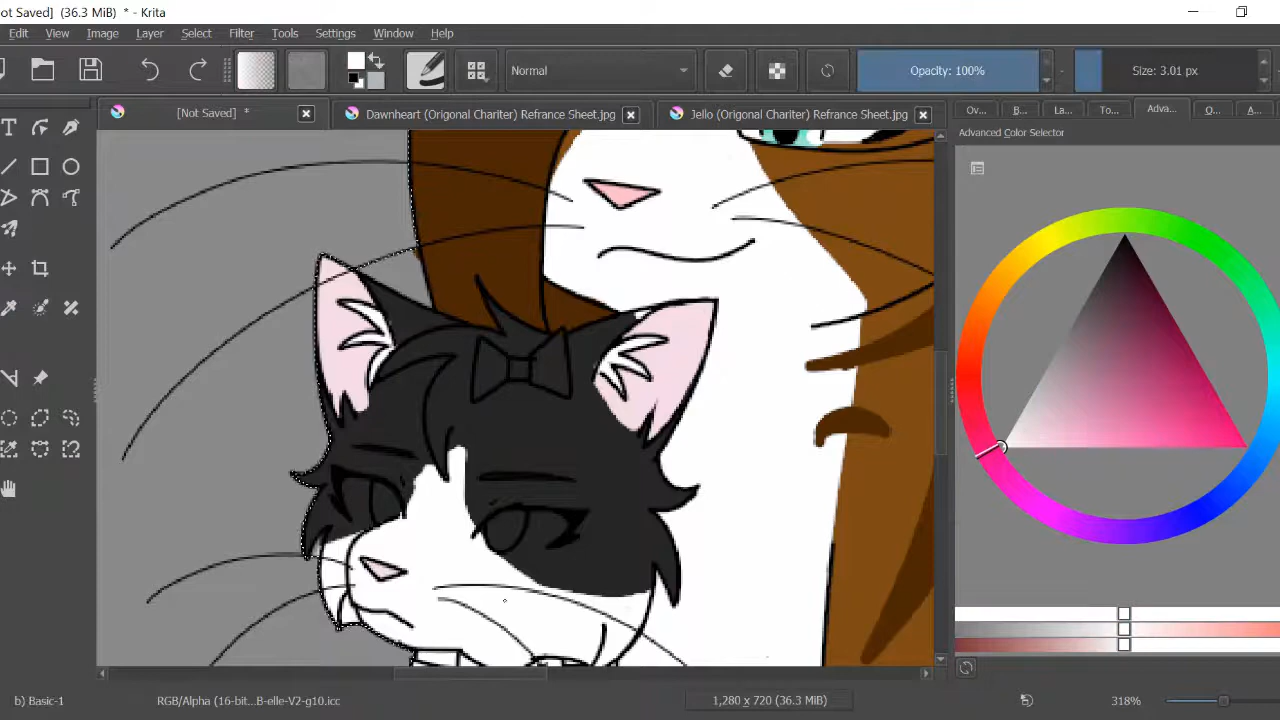 ot Saved] (36.3 MiB) * - Krita
Edit View Image Layer Select Filter Tools Settings Window Help
Normal
Opacity: 100%
Size: 3.01 px
[Not Saved] *
Dawnheart (Origonal Chariter) Refrance Sheet.jpg
Jello (Origonal Chariter) Refrance Sheet.jpg
Ov... B... La... To... Adva... Q... A...
Advanced Color Selector
b) Basic-1
RGB/Alpha (16-bit...B-elle-V2-g10.icc
1,280 x 720 (36.3 MiB)
318%